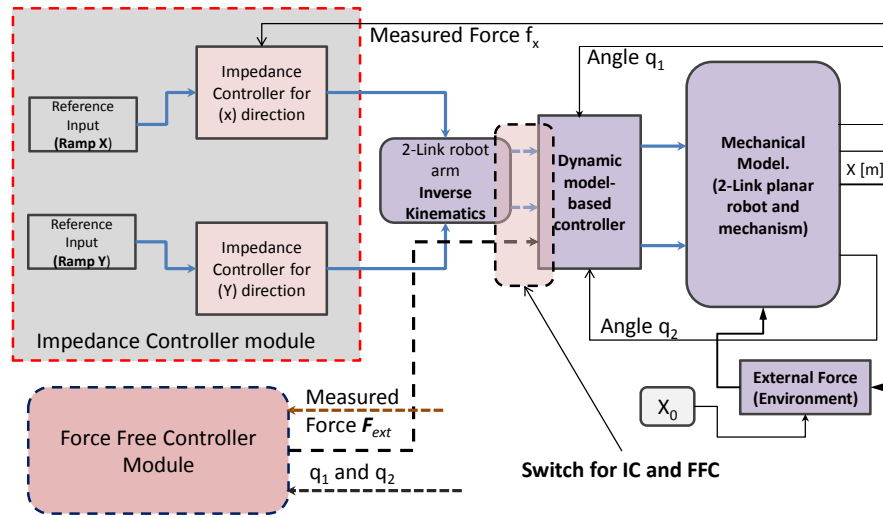 Measured Force fx
Angle q1
Impedance
Controller for
(x) direction
Reference
Input
(Ramp X)
2-Link robot
arm
Inverse
Kinematics
Dynamic
model-
based
controller
Mechanical
Model.
(2-Link planar
robot and
mechanism)
X [m]
Reference
Input
(Ramp Y)
Impedance
Controller for
(Y) direction
Impedance Controller module
Angle q2
External Force
(Environment)
X0
Measured
Force Fext
Force Free Controller
Module
q1 and q2
Switch for IC and FFC